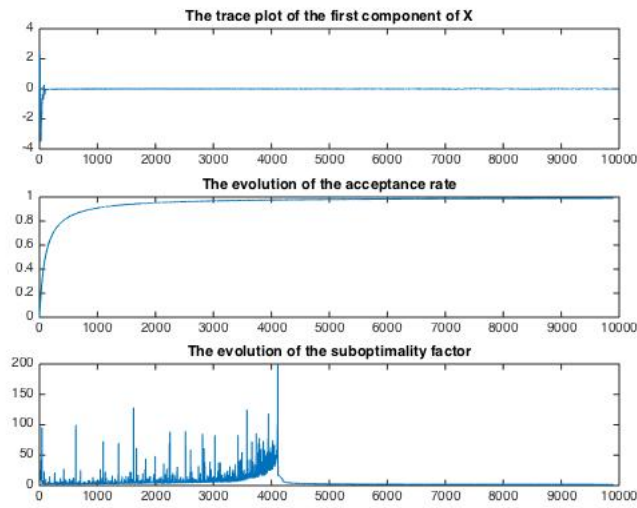 The trace plot of the first component of X
4
2
0
-2
-4
0 1000 2000 3000 4000 5000 6000 7000 8000 9000 10000
The evolution of the acceptance rate
1
0.8
0.6
0.4
0.2
0
0 1000 2000 3000 4000 5000 6000 7000 8000 9000 10000
The evolution of the suboptimality factor
200
150
100
50
0
0 1000 2000 3000 4000 5000 6000 7000 8000 9000 10000